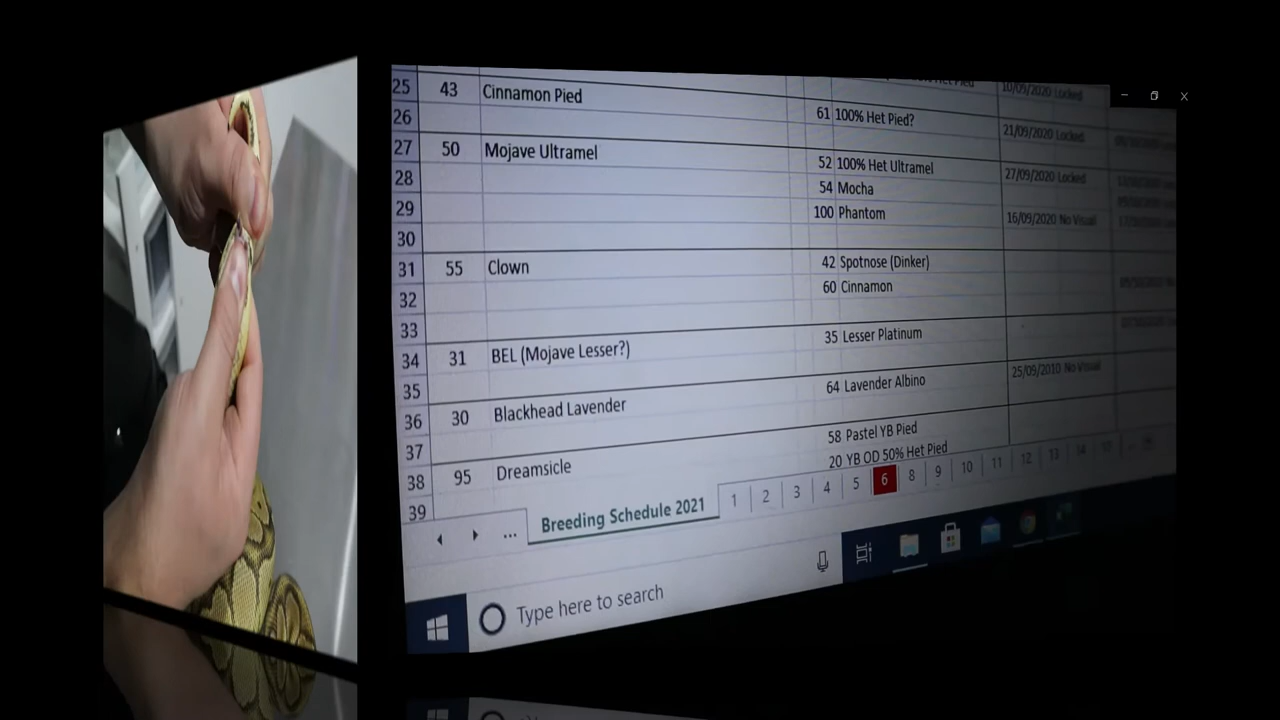 25 43 Cinnamon Pied 10/09/2020 Locked
26 61 100% Het Pied? 21/09/2020 Locked
27 50 Mojave Ultramel 52 100% Het Ultramel 27/09/2020 Locked
28 54 Mocha
29 100 Phantom 16/09/2020 No Visual
30
31 55 Clown 42 Spotnose (Dinker)
32 60 Cinnamon
33
34 31 BEL (Mojave Lesser?) 35 Lesser Platinum
35
36 30 Blackhead Lavender 64 Lavender Albino 25/09/2010 No Visual
37
38 95 Dreamsicle 58 Pastel YB Pied
39 20 YB OD 50% Het Pied
... Breeding Schedule 2021 1 2 3 4 5 6 8 9 10 11 12 13 14
Type here to search